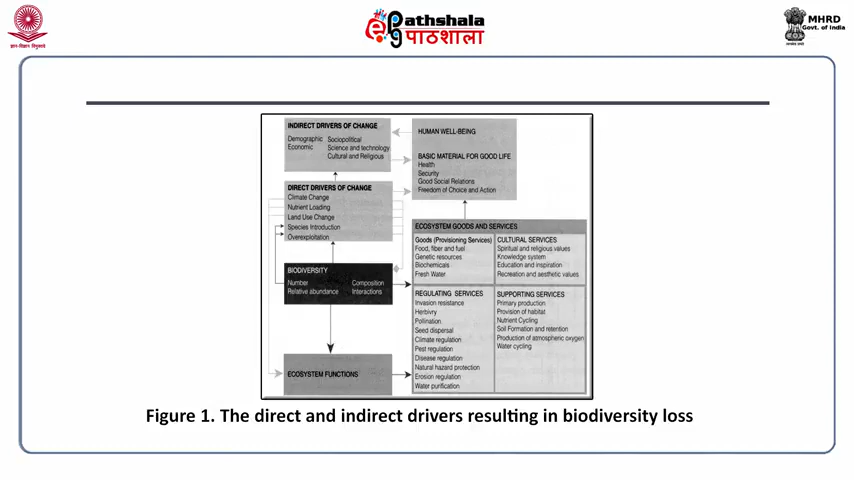 ज्ञान-विज्ञान विमुक्तये
Pathshala
पाठशाला
MHRD
Govt. of India
INDIRECT DRIVERS OF CHANGE
Demographic Sociopolitical
Economic Science and technology
Cultural and Religious
HUMAN WELL-BEING
BASIC MATERIAL FOR GOOD LIFE
Health
Security
Good Social Relations
Freedom of Choice and Action
DIRECT DRIVERS OF CHANGE
Climate Change
Nutrient Loading
Land Use Change
Species Introduction
Overexploitation
BIODIVERSITY
Number Composition
Relative abundance Interactions
ECOSYSTEM FUNCTIONS
ECOSYSTEM GOODS AND SERVICES
Goods (Provisioning Services)
Food, fiber and fuel
Genetic resources
Biochemicals
Fresh Water
CULTURAL SERVICES
Spiritual and religious values
Knowledge system
Education and inspiration
Recreation and aesthetic values
REGULATING SERVICES
Invasion resistance
Herbivry
Pollination
Seed dispersal
Climate regulation
Pest regulation
Disease regulation
Natural hazard protection
Erosion regulation
Water purification
SUPPORTING SERVICES
Primary production
Provision of habitat
Nutrient Cycling
Soil Formation and retention
Production of atmospheric oxygen
Water cycling
Figure 1. The direct and indirect drivers resulting in biodiversity loss